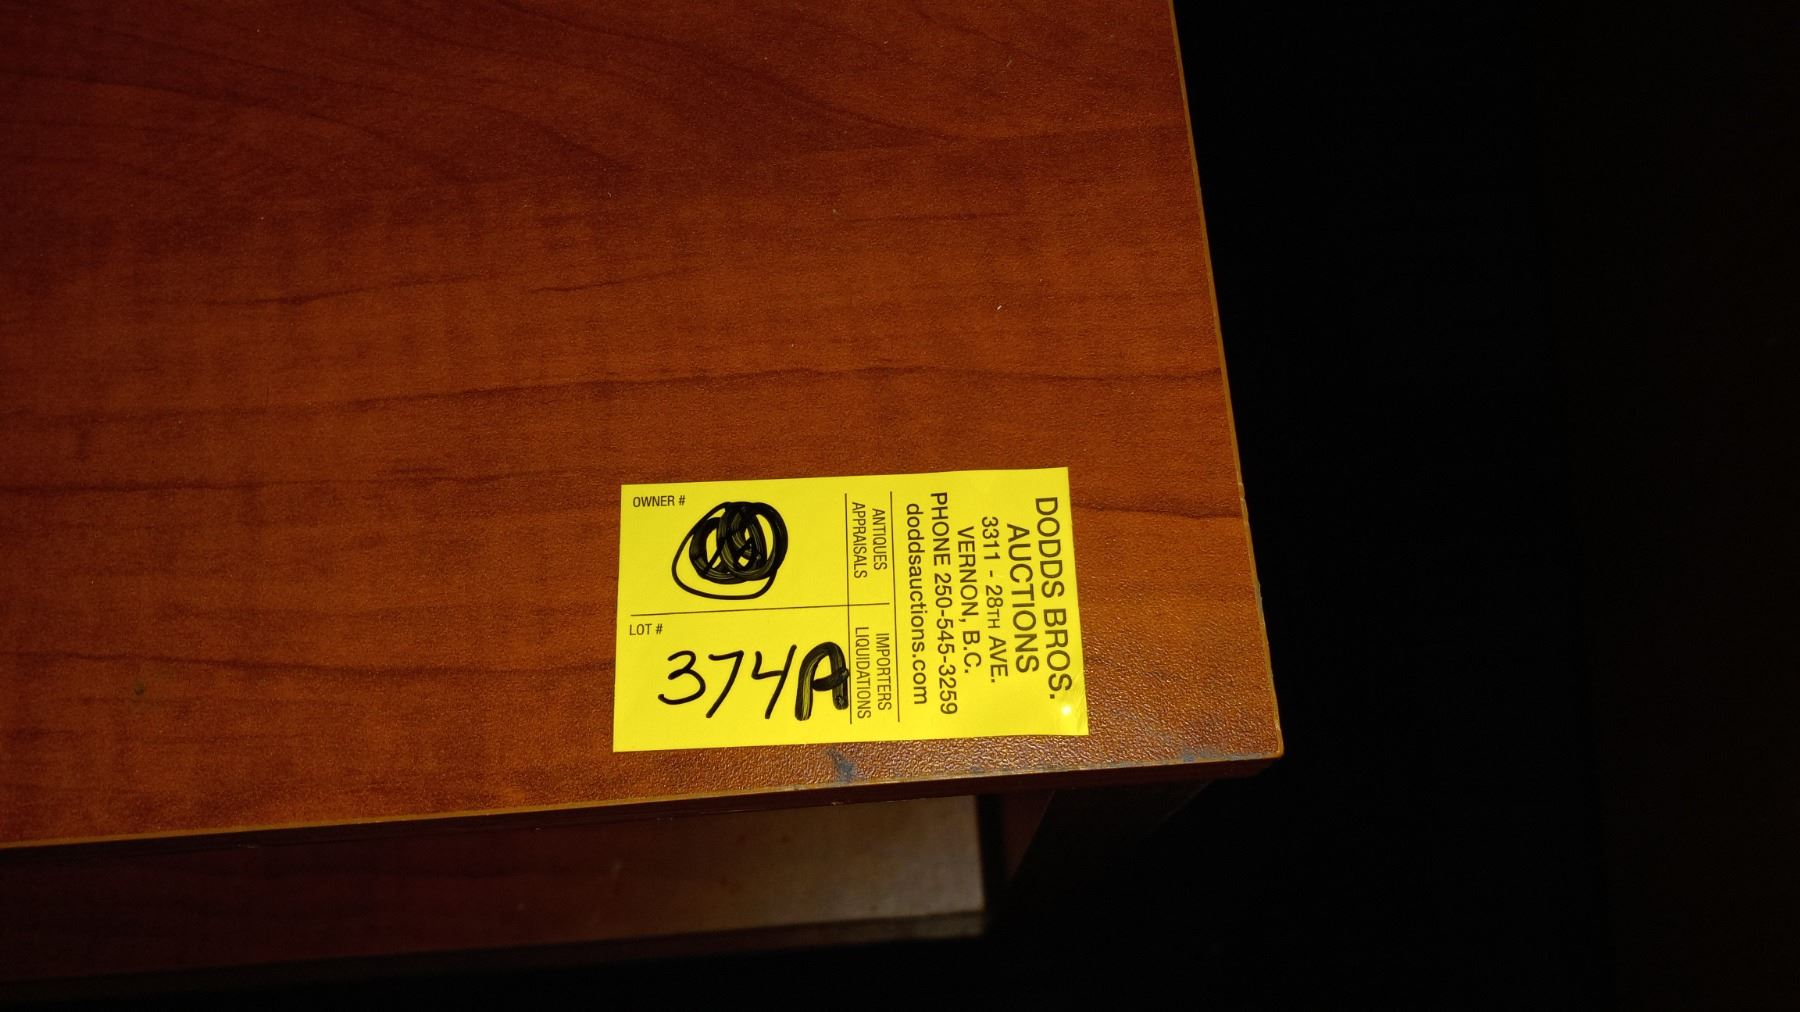 DODDS BROS.
AUCTIONS
3311 - 28TH AVE.
VERNON, B.C.
PHONE 250-545-3259
doddsauctions.com
ANTIQUES
APPRAISALS
IMPORTERS
LIQUIDATIONS
OWNER #
LOT #
374A